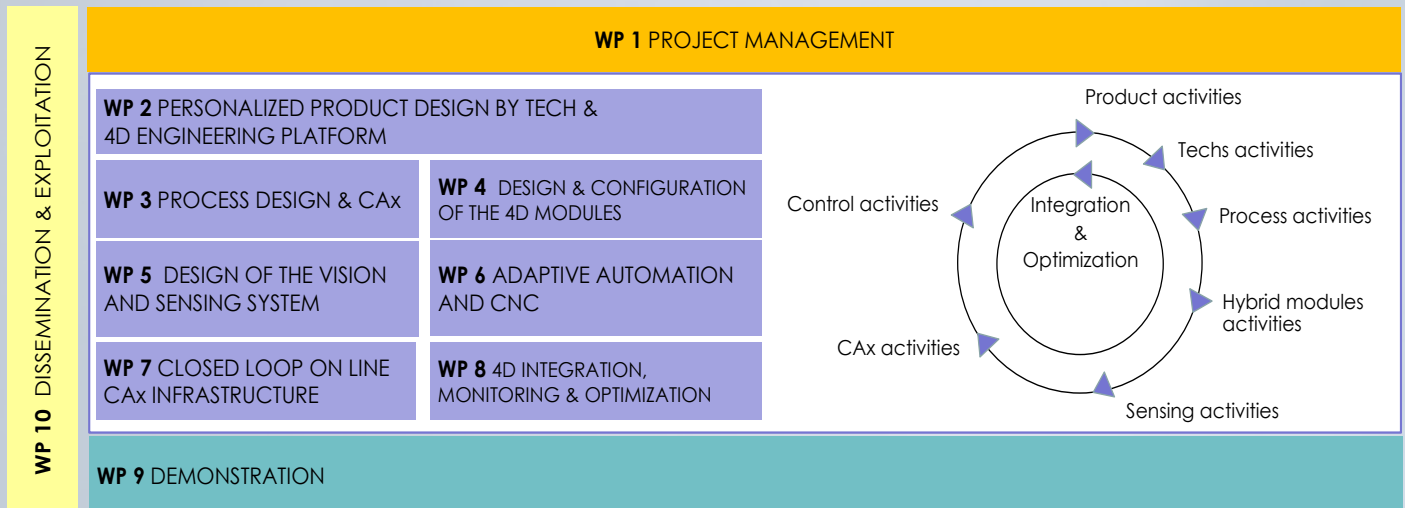 WP 10 DISSEMINATION & EXPLOITATION
WP 1 PROJECT MANAGEMENT
WP 2 PERSONALIZED PRODUCT DESIGN BY TECH &
4D ENGINEERING PLATFORM
WP 3 PROCESS DESIGN & CAx
WP 4 DESIGN & CONFIGURATION
OF THE 4D MODULES
WP 5 DESIGN OF THE VISION
AND SENSING SYSTEM
WP 6 ADAPTIVE AUTOMATION
AND CNC
WP 7 CLOSED LOOP ON LINE
CAx INFRASTRUCTURE
WP 8 4D INTEGRATION,
MONITORING & OPTIMIZATION
Product activities
Techs activities
Process activities
Hybrid modules
activities
Sensing activities
CAx activities
Control activities
Integration
&
Optimization
WP 9 DEMONSTRATION